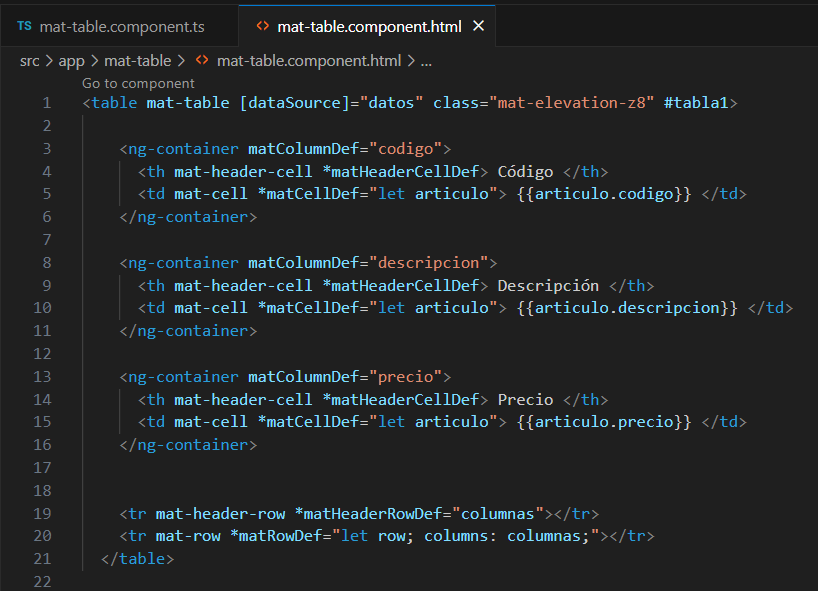 TS mat-table.component.ts
<> mat-table.component.html ×
src > app > mat-table > <> mat-table.component.html > ...
Go to component
1 <table mat-table [dataSource]="datos" class="mat-elevation-z8" #tabla1>
2
3 <ng-container matColumnDef="codigo">
4 <th mat-header-cell *matHeaderCellDef> Código </th>
5 <td mat-cell *matCellDef="let articulo"> {{articulo.codigo}} </td>
6 </ng-container>
7
8 <ng-container matColumnDef="descripcion">
9 <th mat-header-cell *matHeaderCellDef> Descripción </th>
10 <td mat-cell *matCellDef="let articulo"> {{articulo.descripcion}} </td>
11 </ng-container>
12
13 <ng-container matColumnDef="precio">
14 <th mat-header-cell *matHeaderCellDef> Precio </th>
15 <td mat-cell *matCellDef="let articulo"> {{articulo.precio}} </td>
16 </ng-container>
17
18
19 <tr mat-header-row *matHeaderRowDef="columnas"></tr>
20 <tr mat-row *matRowDef="let row; columns: columnas;"></tr>
21 </table>
22